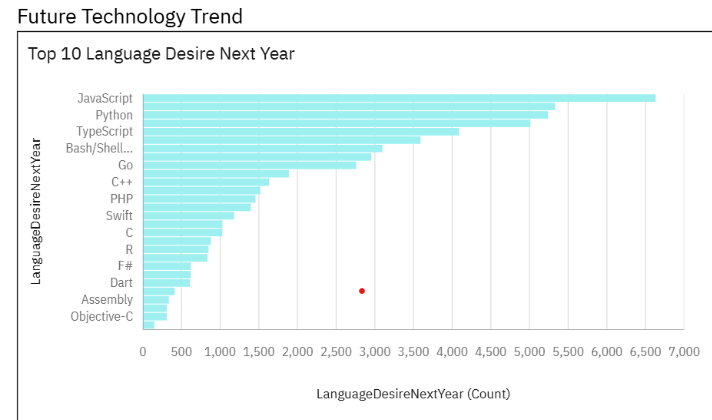 Future Technology Trend
Top 10 Language Desire Next Year
LanguageDesireNextYear
JavaScript
Python
TypeScript
Bash/Shell...
Go
C++
PHP
Swift
C
R
F#
Dart
Assembly
Objective-C
0 500 1,000 1,500 2,000 2,500 3,000 3,500 4,000 4,500 5,000 5,500 6,000 6,500 7,000
LanguageDesireNextYear (Count)